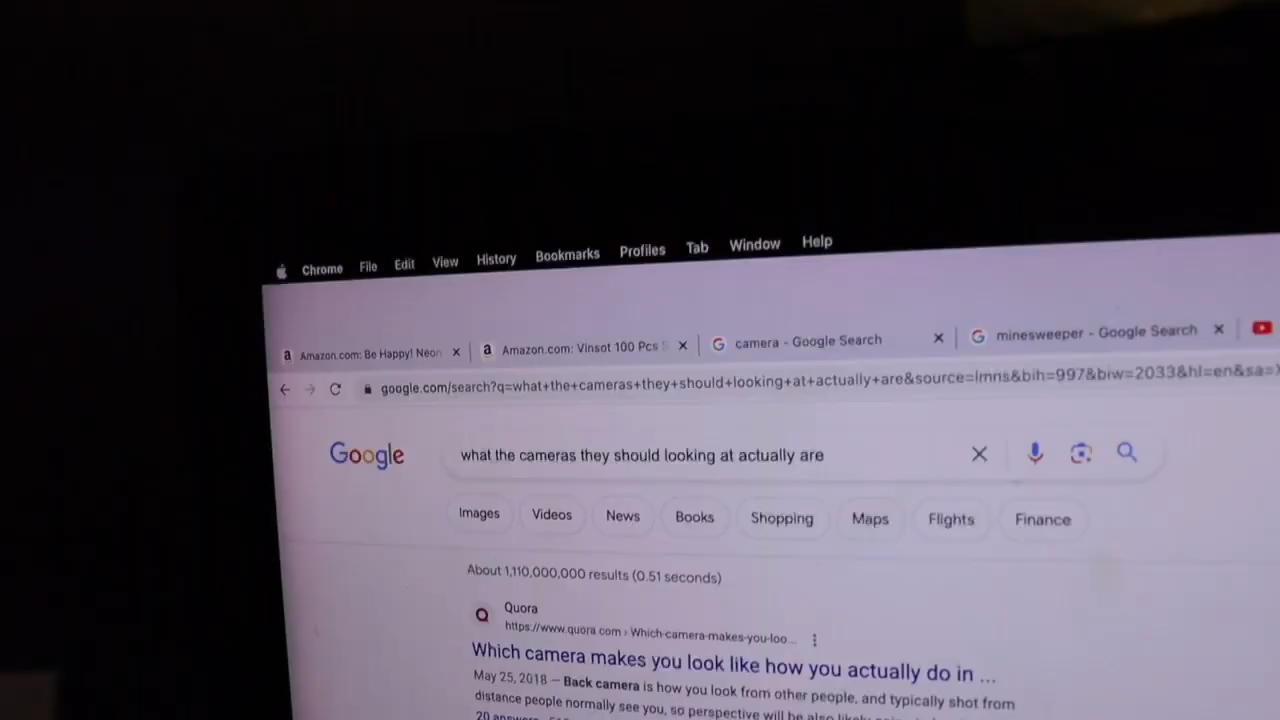 Chrome File Edit View History Bookmarks Profiles Tab Window Help
Amazon.com: Be Happy! Neon
Amazon.com: Vinsot 100 Pcs
camera - Google Search
minesweeper - Google Search
google.com/search?q=what+the+cameras+they+should+looking+at+actually+are&source=lmns&bih=997&biw=2033&hl=en&sa=X
Google
what the cameras they should looking at actually are
Images Videos News Books Shopping Maps Flights Finance
About 1,110,000,000 results (0.51 seconds)
Quora
https://www.quora.com › Which-camera-makes-you-loo...
Which camera makes you look like how you actually do in ...
May 25, 2018 — Back camera is how you look from other people, and typically shot from
distance people normally see you, so perspective will be also likely
20 answers